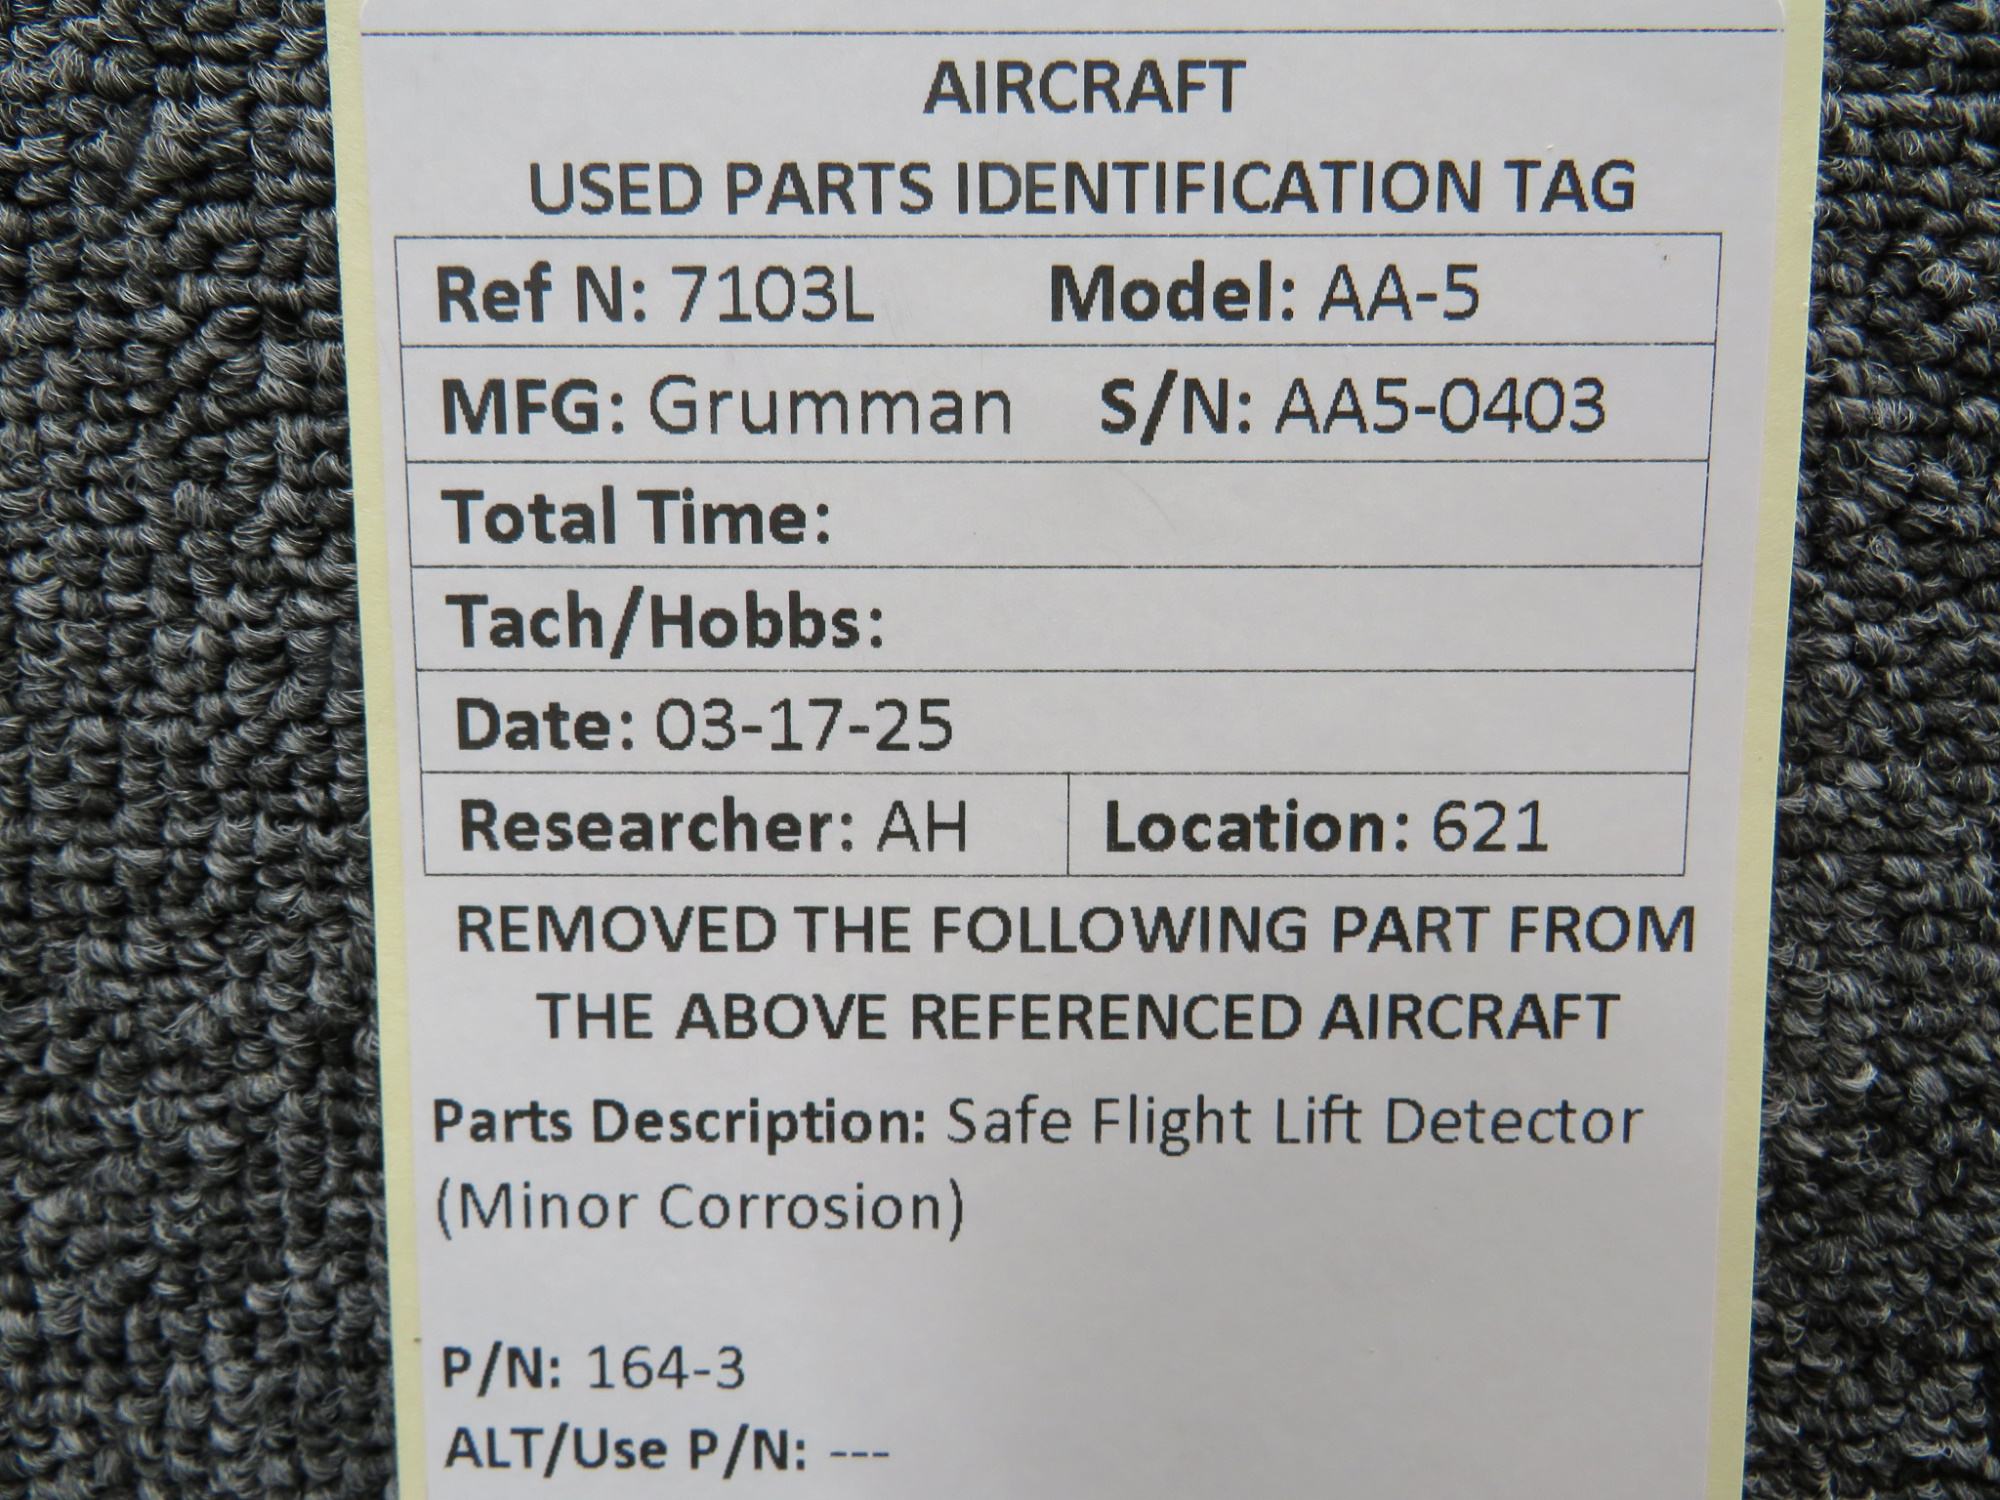 AIRCRAFT
USED PARTS IDENTIFICATION TAG
Ref N: 7103L Model: AA-5
MFG: Grumman S/N: AA5-0403
Total Time:
Tach/Hobbs:
Date: 03-17-25
Researcher: AH Location: 621
REMOVED THE FOLLOWING PART FROM
THE ABOVE REFERENCED AIRCRAFT
Parts Description: Safe Flight Lift Detector
(Minor Corrosion)
P/N: 164-3
ALT/Use P/N: ---